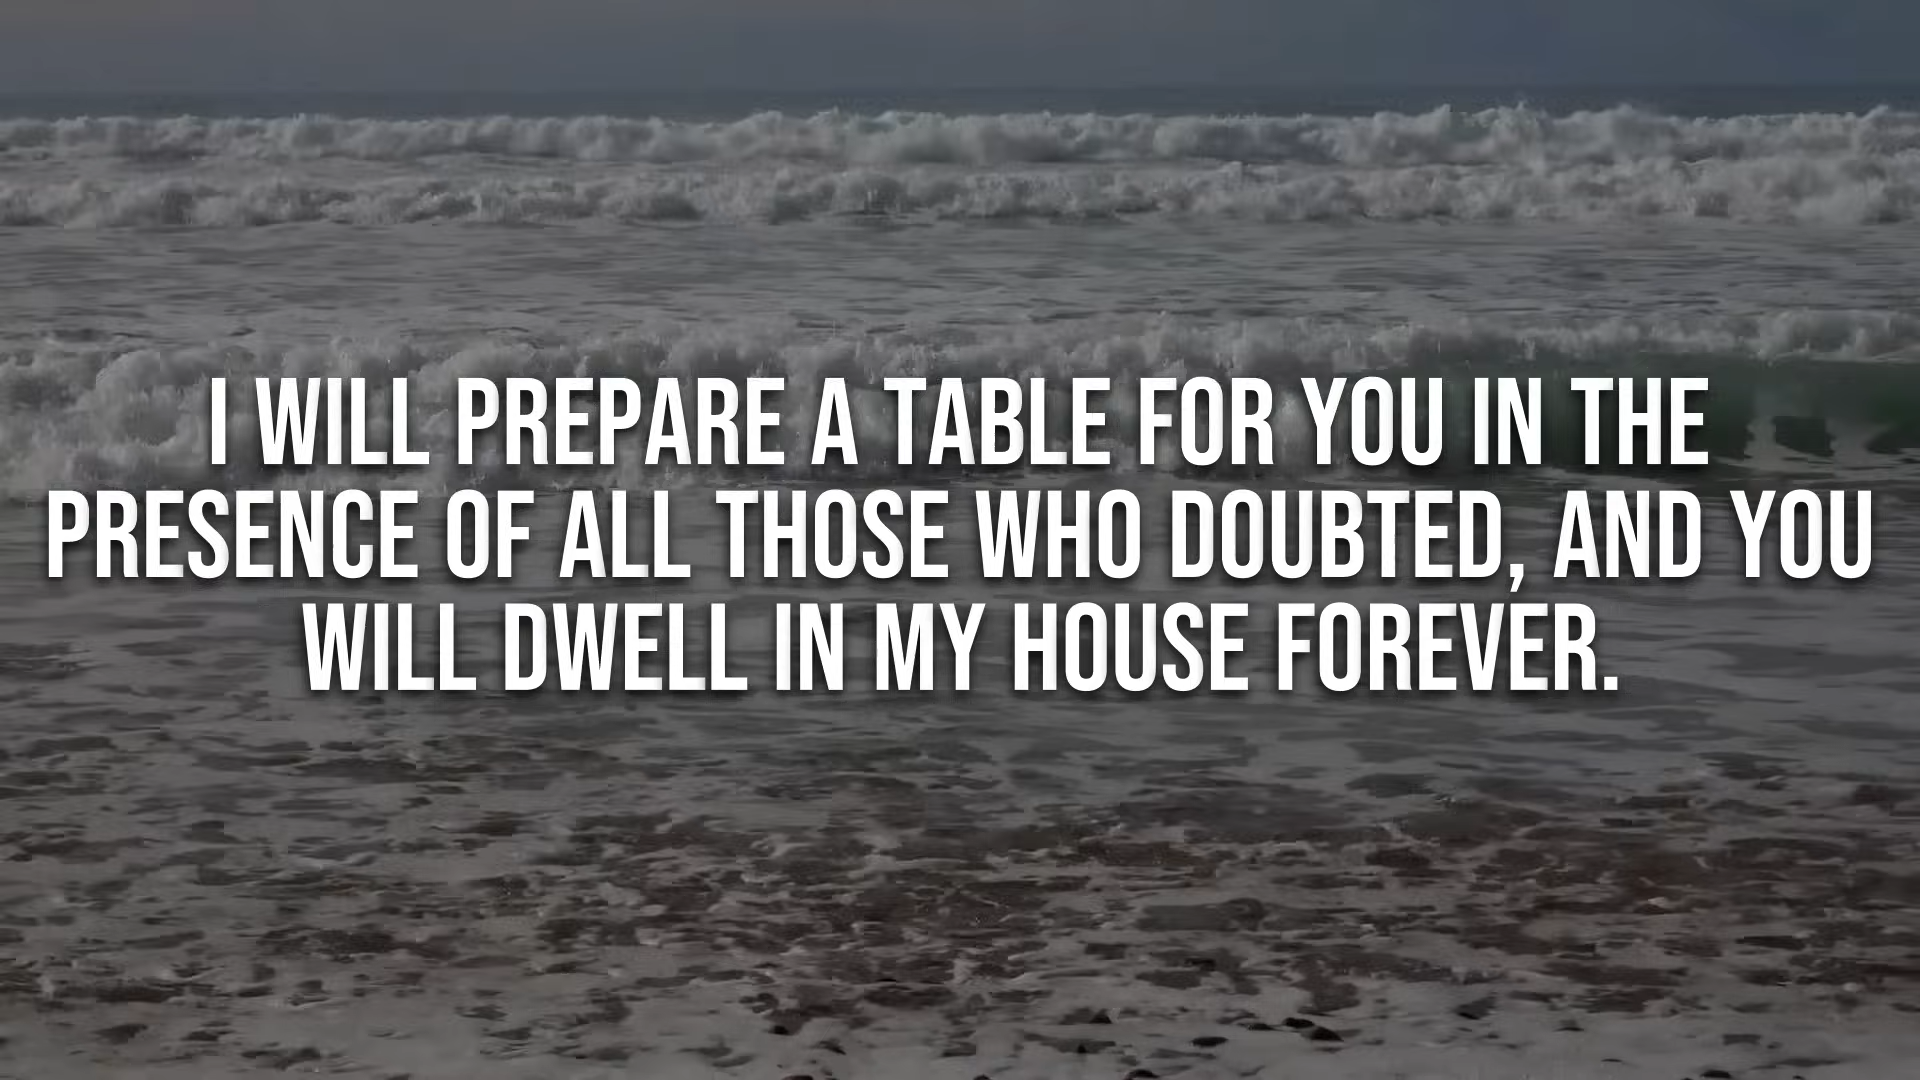 I WILL PREPARE A TABLE FOR YOU IN THE
PRESENCE OF ALL THOSE WHO DOUBTED, AND YOU
WILL DWELL IN MY HOUSE FOREVER.